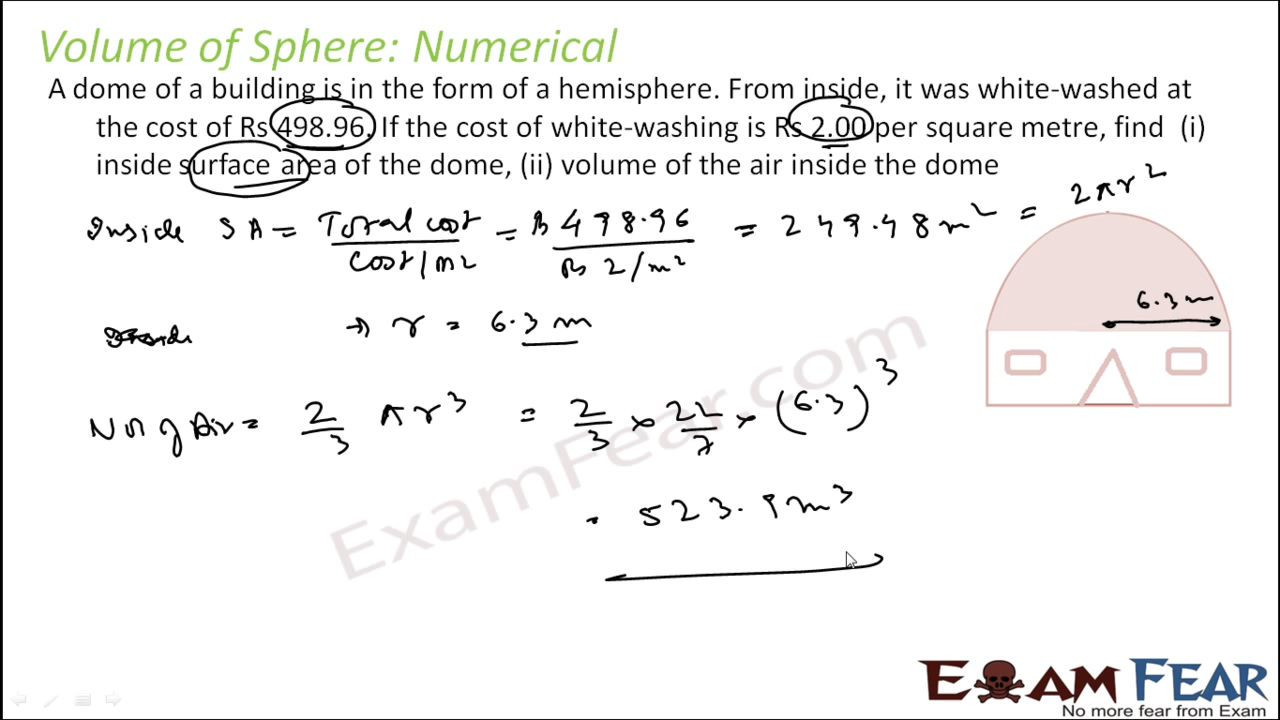 Volume of Sphere: Numerical
A dome of a building is in the form of a hemisphere. From inside, it was white-washed at
the cost of Rs 498.96. If the cost of white-washing is Rs 2.00 per square metre, find (i)
inside surface area of the dome, (ii) volume of the air inside the dome
Inside SA = Total cost / Cost/m2 = Rs 498.96 / Rs 2/m² = 249.48 m² = 2πr²
6.3 m
→ r = 6.3 m
Vol of Air = 2/3 πr³ = 2/3 × 22/7 × (6.3)³
= 523.9 m³
ExamFear.com
EXAM FEAR
No more fear from Exam